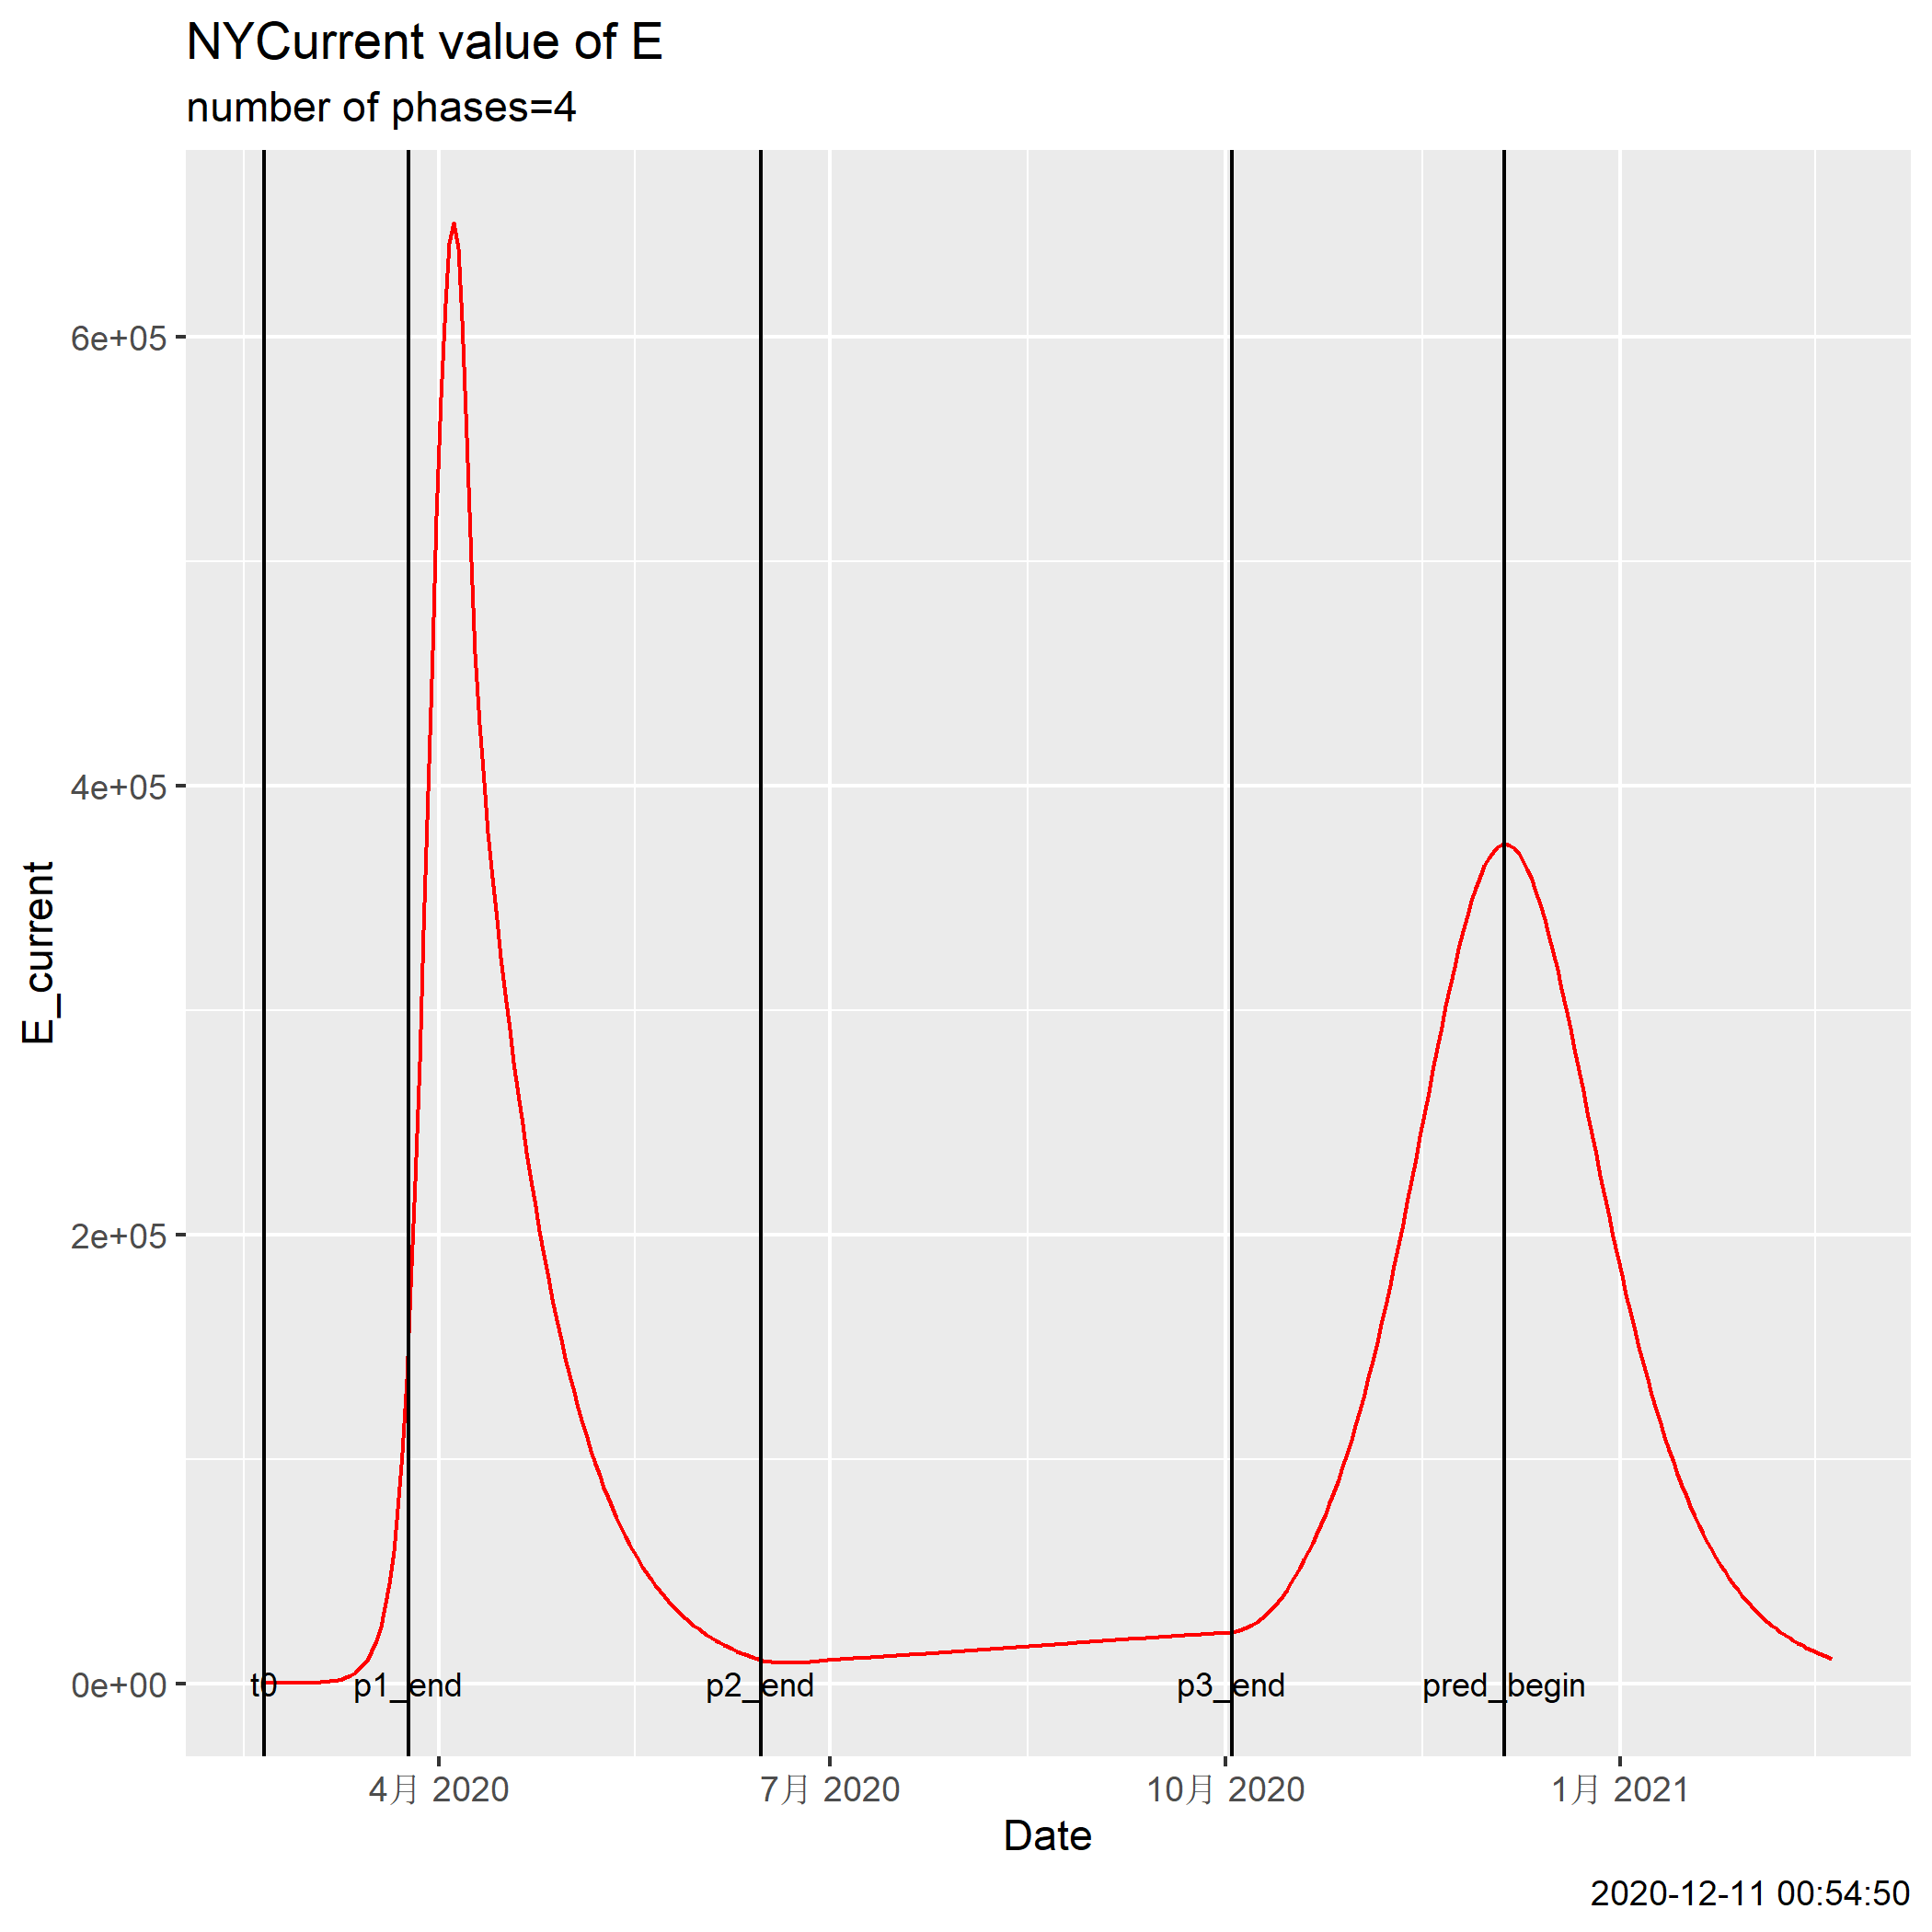 NYCurrent value of E
number of phases=4
E_current
6e+05
4e+05
2e+05
0e+00
t0
p1_end
p2_end
p3_end
pred_begin
4月 2020
7月 2020
10月 2020
1月 2021
Date
2020-12-11 00:54:50